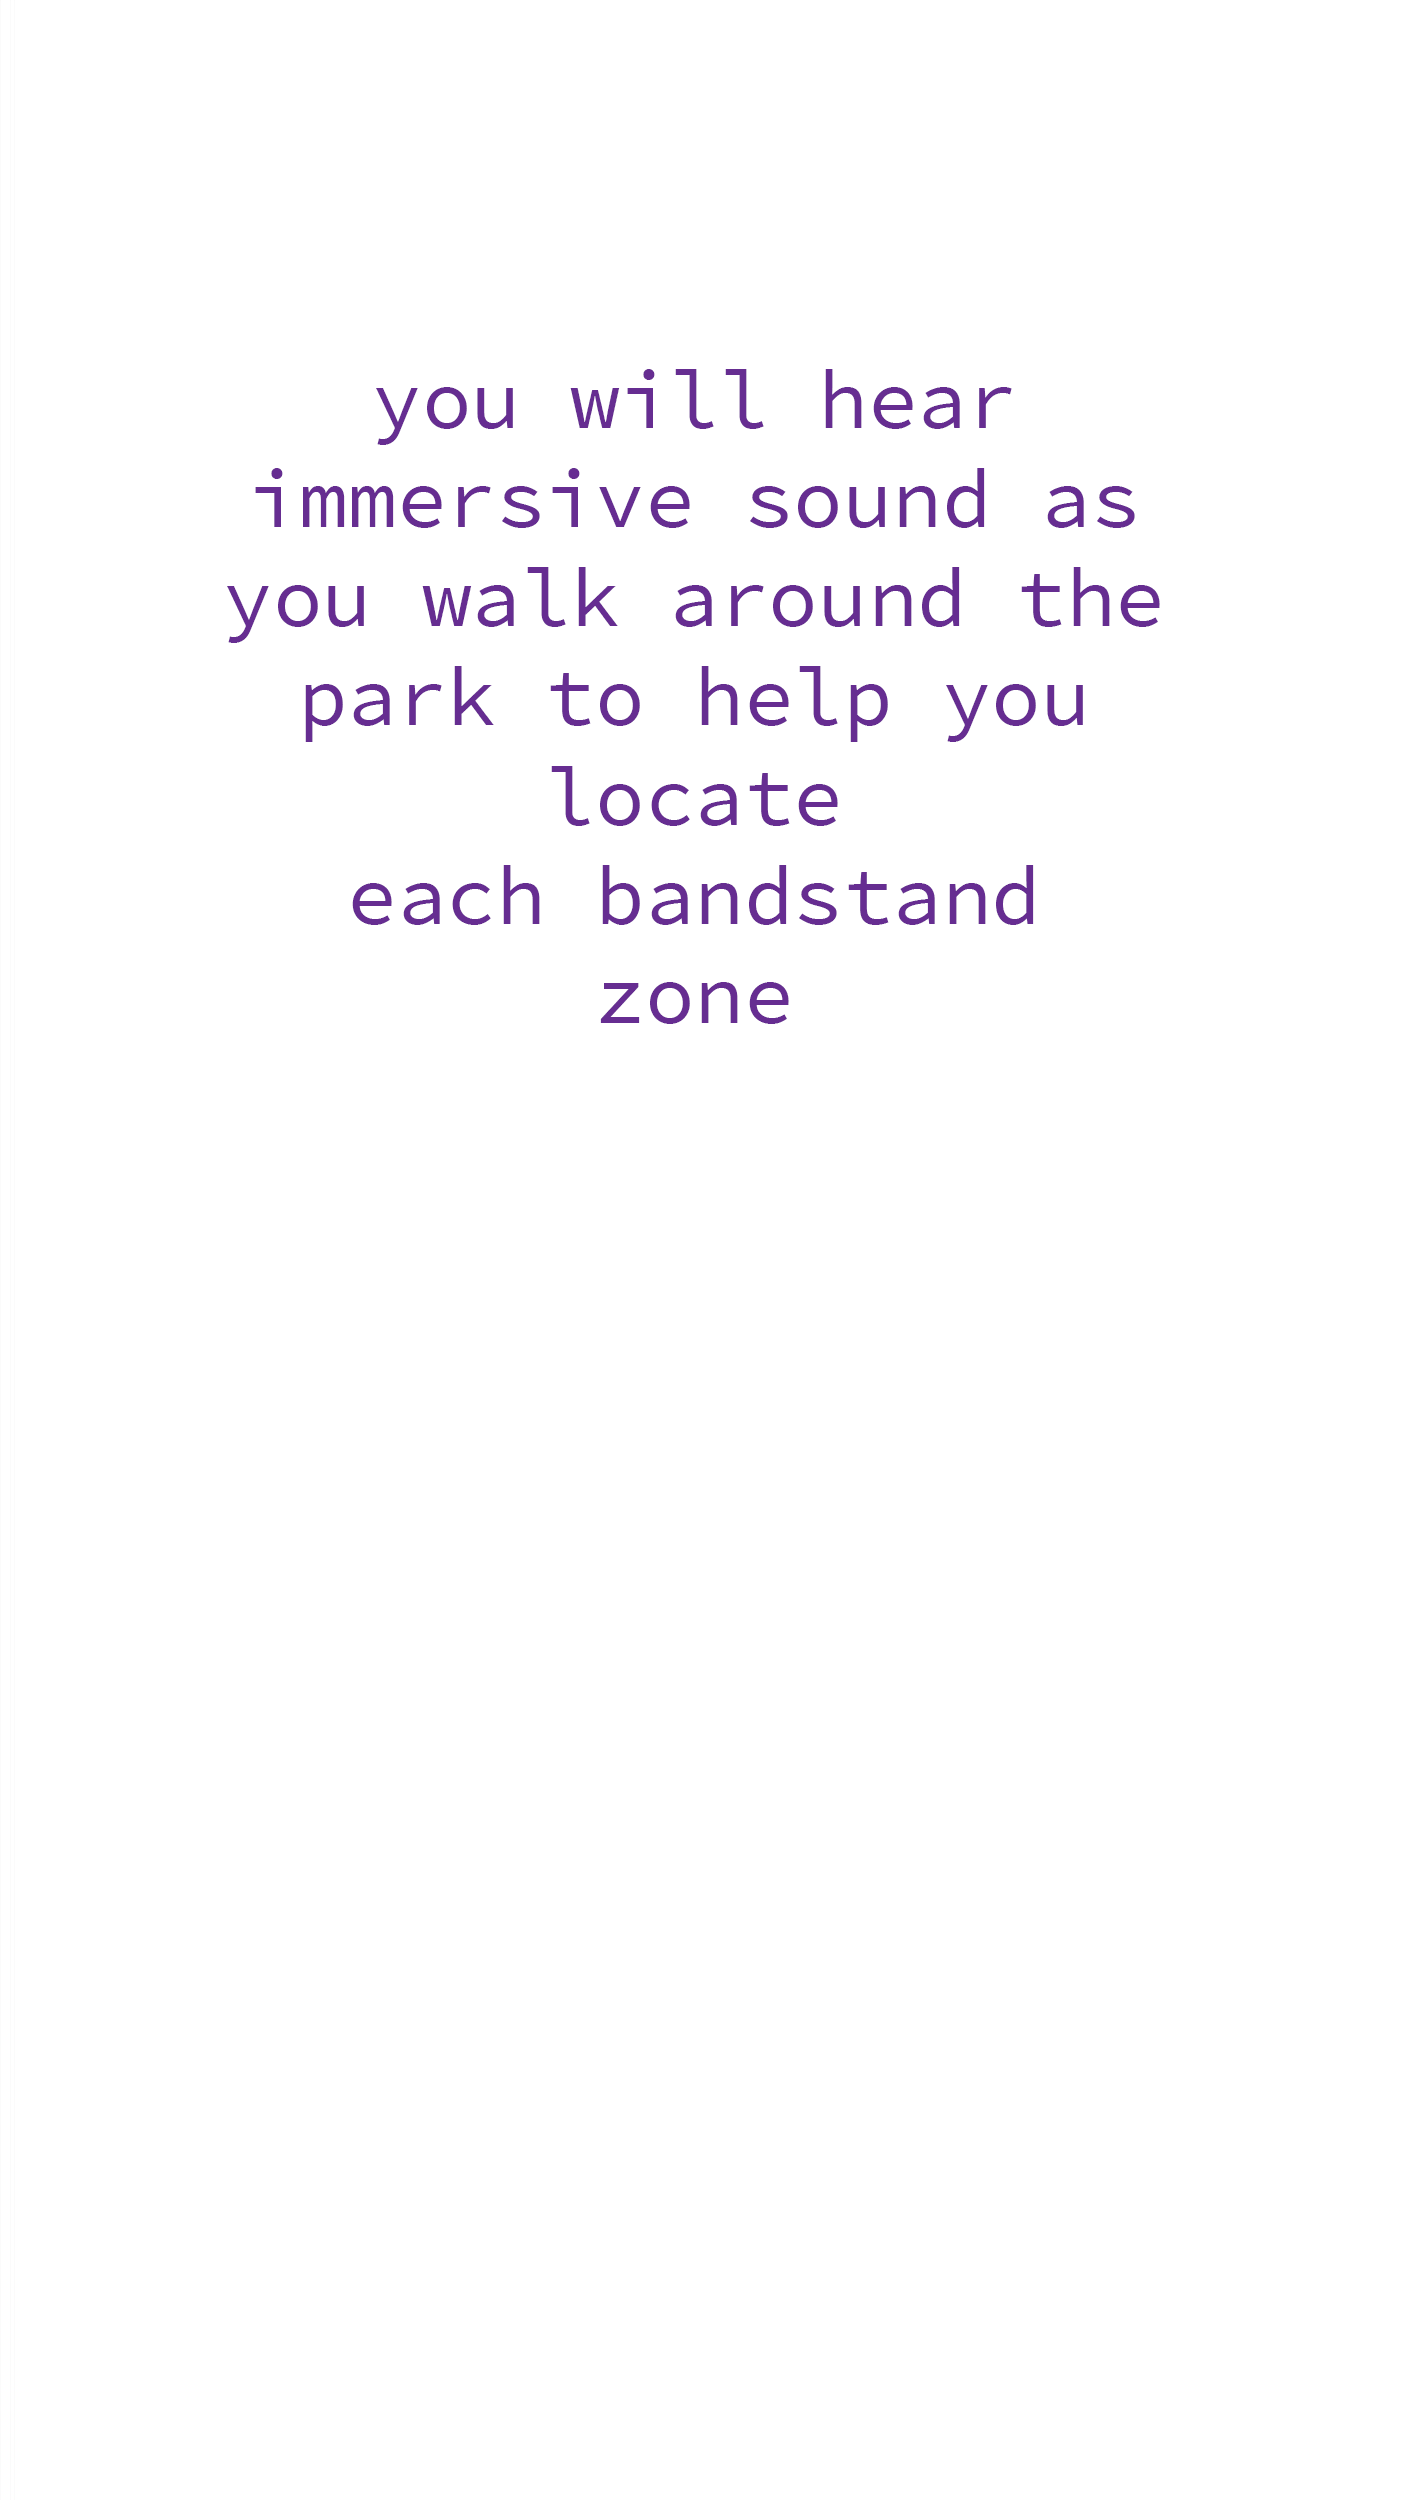 you will hear
immersive sound as
you walk around the
park to help you
locate
each bandstand
zone